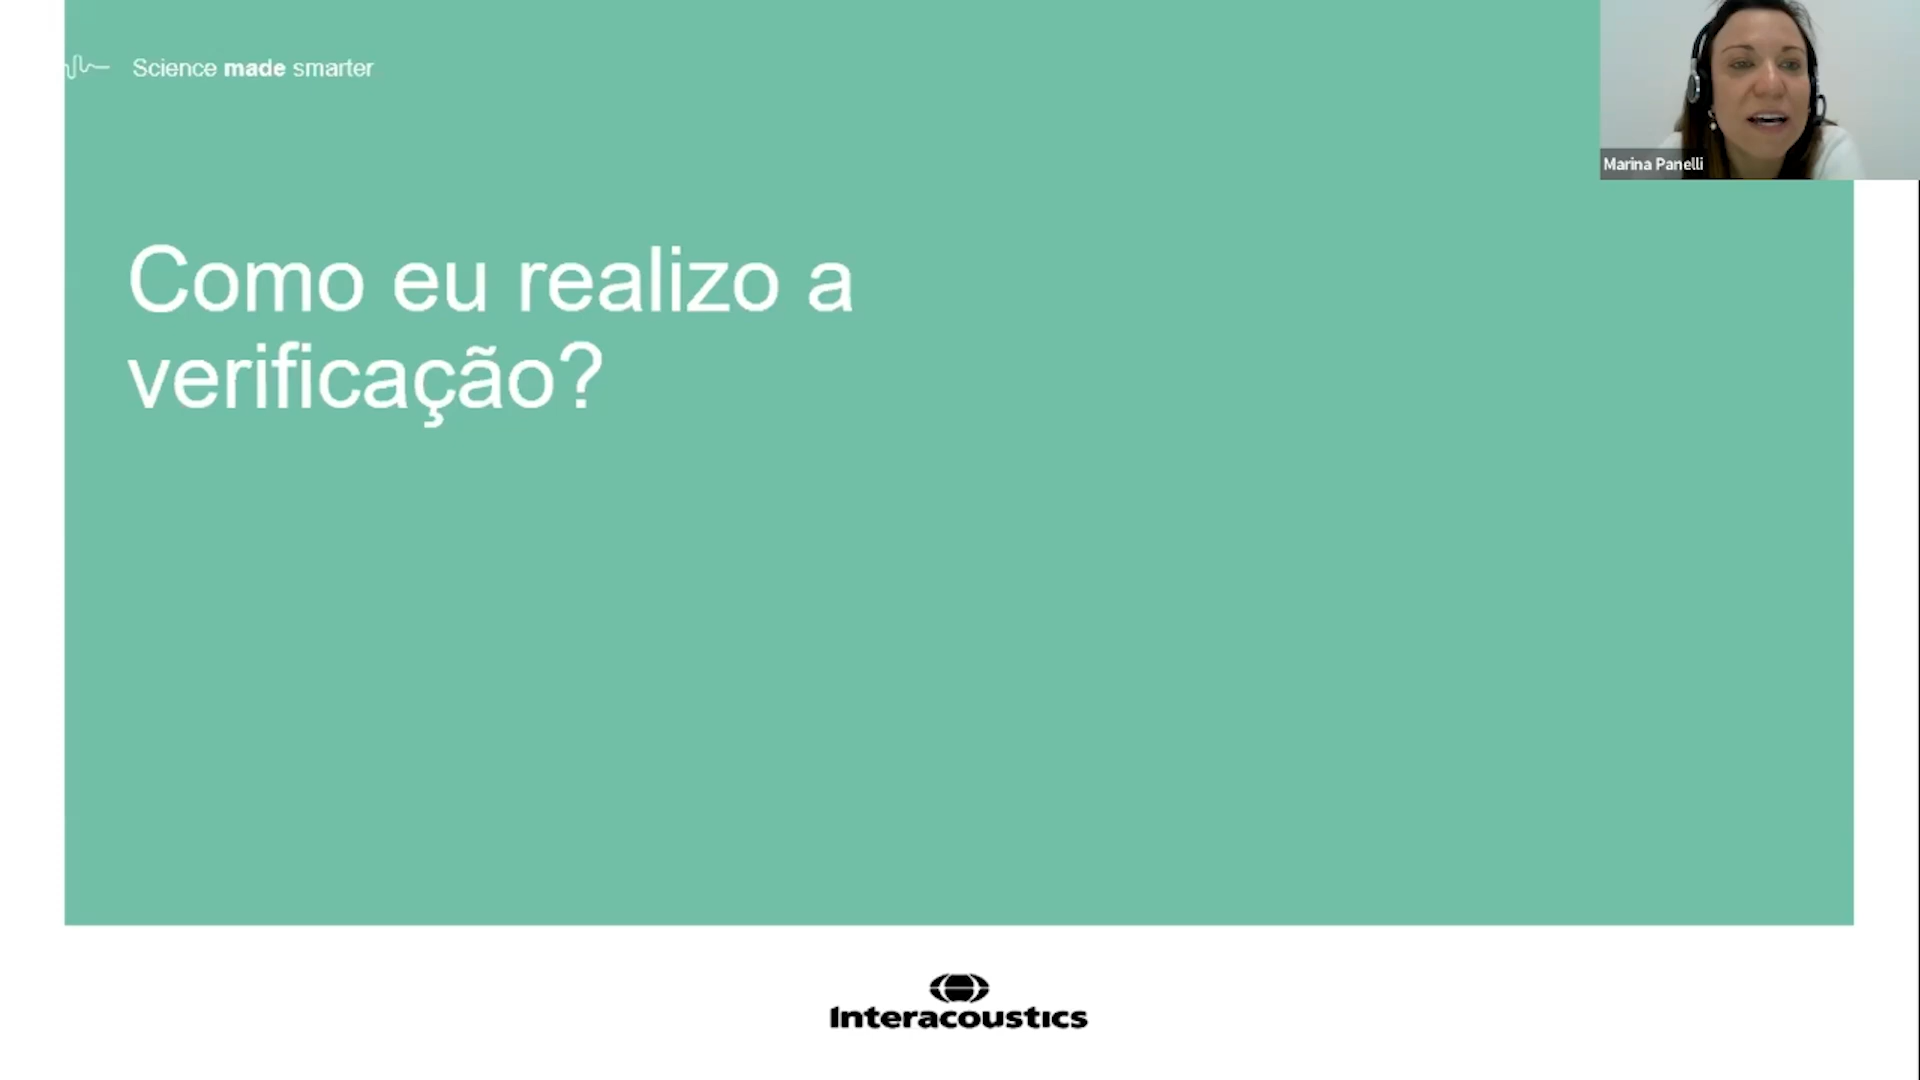 Science made smarter
Marina Panelli
Como eu realizo a
verificação?
Interacoustics